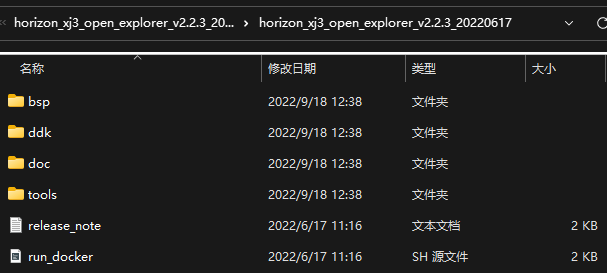 horizon_xj3_open_explorer_v2.2.3_20... horizon_xj3_open_explorer_v2.2.3_20220617
名称 修改日期 类型 大小
bsp 2022/9/18 12:38 文件夹
ddk 2022/9/18 12:38 文件夹
doc 2022/9/18 12:38 文件夹
tools 2022/9/18 12:38 文件夹
release_note 2022/6/17 11:16 文本文档 2 KB
run_docker 2022/6/17 11:16 SH 源文件 2 KB